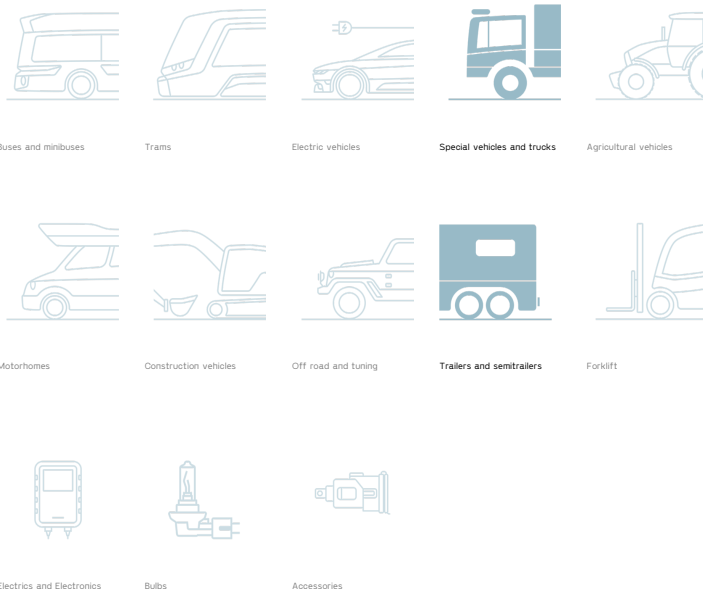 Buses and minibuses
Trams
Electric vehicles
Special vehicles and trucks
Agricultural vehicles
Motorhomes
Construction vehicles
Off road and tuning
Trailers and semitrailers
Forklift
Electrics and Electronics
Bulbs
Accessories